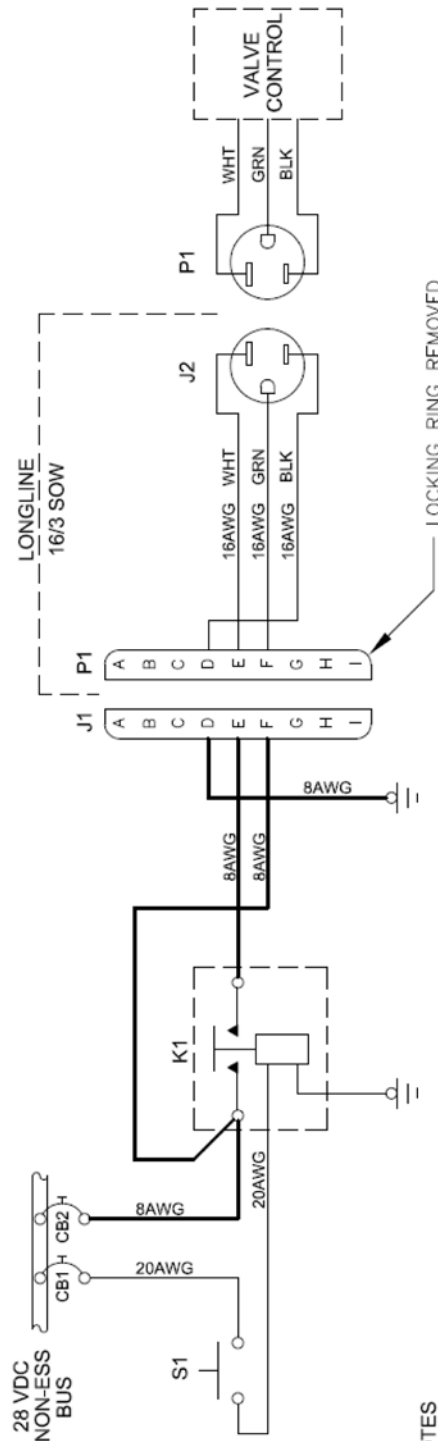 28 VDC
NON-ESS
BUS
CB1
CB2
20AWG
8AWG
S1
20AWG
K1
8AWG
8AWG
8AWG
J1
A
B
C
D
E
F
G
H
I
LONGLINE
16/3 SOW
P1
A
B
C
D
E
F
G
H
I
16AWG WHT
16AWG GRN
16AWG BLK
J2
P1
WHT
GRN
BLK
VALVE
CONTROL
LOCKING RING REMOVED